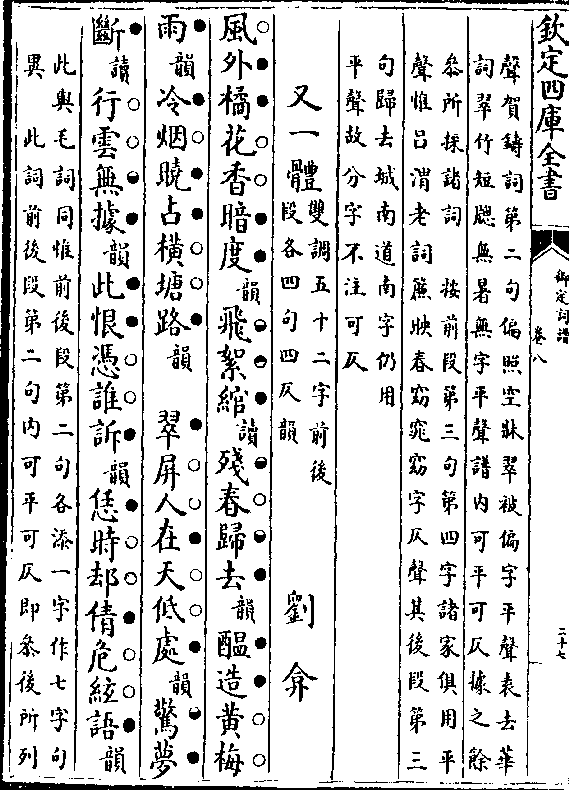 欽定四庫全書
御定詞譜
卷八
二十七
聲賀鑄詞第二句偏照空牀翠被偏字平聲袁去華
詞翠竹短牕無暑無字平聲譜內可平可仄據之餘
叅所採諸詞　按前段第三句第四字諸家俱用平
聲惟呂渭老詞簾映春窈窕窈字仄聲其後段第三
句歸去城南道南字仍用
平聲故分字不注可仄
又一體
雙調五十二字前後
段各四句四仄韻
劉弇
風外橘花香暗度韻飛絮綰讀殘春歸去韻醖造黃梅
雨韻冷烟曉占橫塘路韻　翠屏人在天低處韻驚夢
斷讀行雲無據韻此恨憑誰訴韻恁時却倩危絃語韻
此與毛詞同惟前後段第二句各添一字作七字句
異　此詞前後段第二句內可平可仄即叅後所列